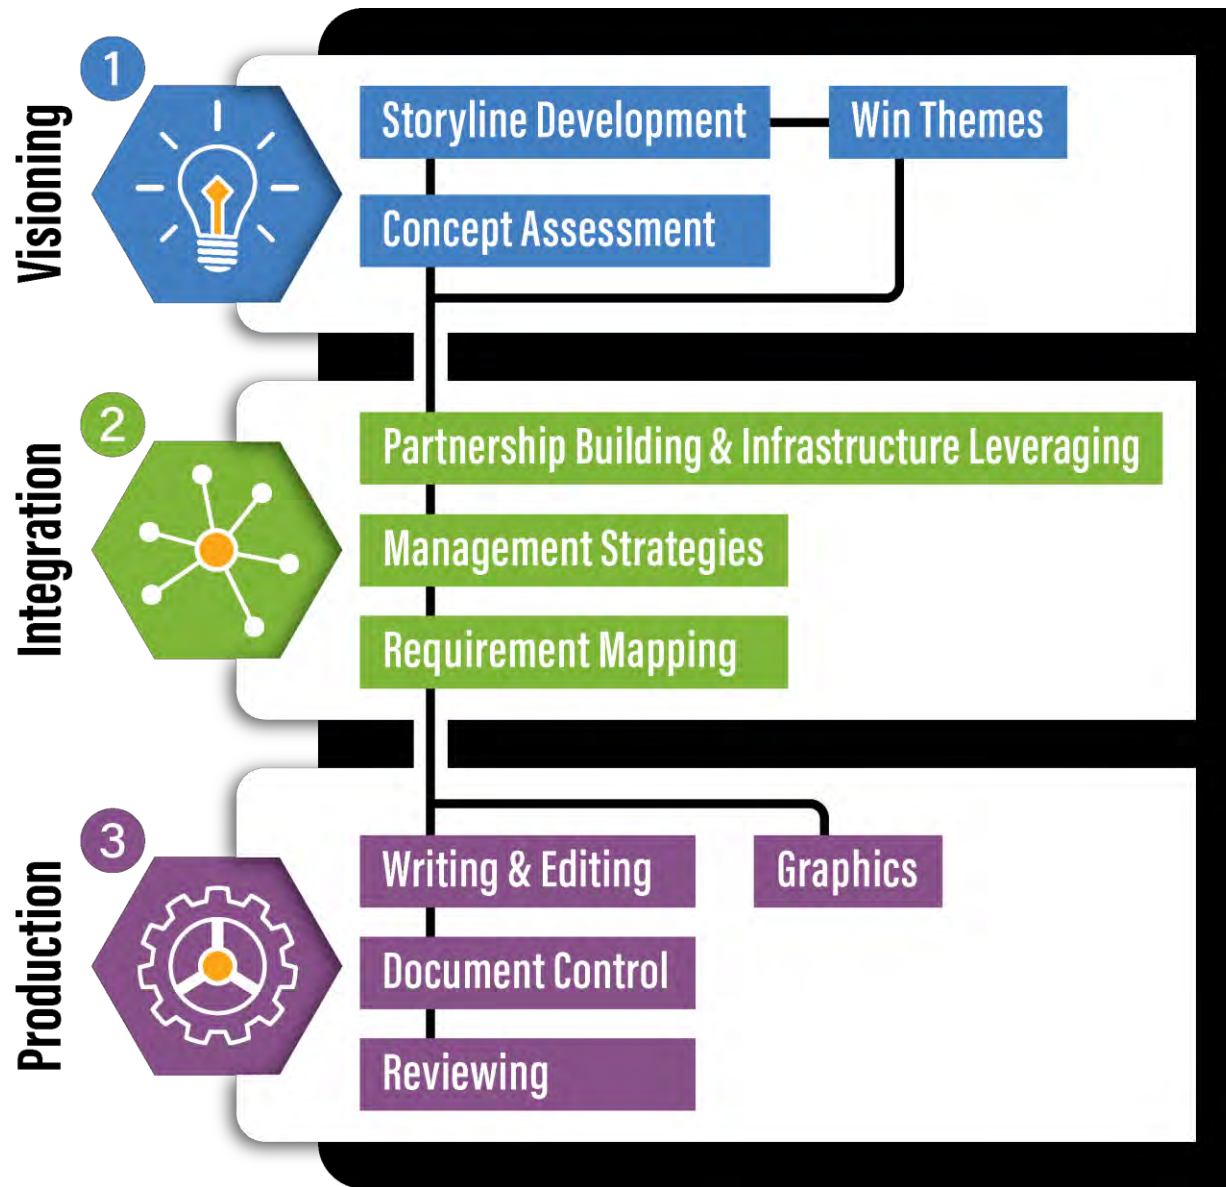 1
Visioning
Storyline Development
Win Themes
Concept Assessment
2
Integration
Partnership Building & Infrastructure Leveraging
Management Strategies
Requirement Mapping
3
Production
Writing & Editing
Graphics
Document Control
Reviewing